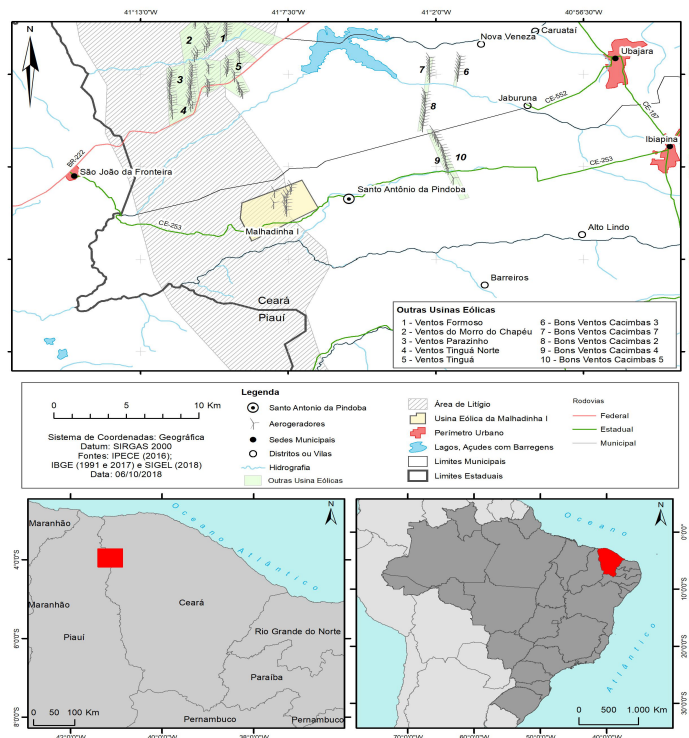 41°13'0"W 41°7'30"W 41°2'0"W 40°56'30"W
N
2 1
3 5
4
7 6
8
9 10
Nova Veneza
Caruataí
Ubajara
Jaburuna
CE-552
CE-187
Ibiapina
CE-253
BR-222
São João da Fronteira
Santo Antônio da Pindoba
CE-253
Malhadinha I
Alto Lindo
Barreiros
Ceará
Piauí
Outras Usinas Eólicas
1 - Ventos Formoso
2 - Ventos do Morro do Chapéu
3 - Ventos Parazinho
4 - Ventos Tinguá Norte
5 - Ventos Tinguá
6 - Bons Ventos Cacimbas 3
7 - Bons Ventos Cacimbas 7
8 - Bons Ventos Cacimbas 2
9 - Bons Ventos Cacimbas 4
10 - Bons Ventos Cacimbas 5
0 5 10 Km
Sistema de Coordenadas: Geográfica
Datum: SIRGAS 2000
Fontes: IPECE (2016);
IBGE (1991 e 2017) e SIGEL (2018)
Data: 06/10/2018
Legenda
Santo Antonio da Pindoba
Aerogeradores
Sedes Municipais
Distritos ou Vilas
Hidrografia
Outras Usina Eólicas
Área de Litígio
Usina Eólica da Malhadinha I
Perímetro Urbano
Lagos, Açudes com Barregens
Limites Municipais
Limites Estaduais
Rodovias
Federal
Estadual
Municipal
N
Maranhão
Oceano Atlântico
Ceará
Maranhão
Piauí
Rio Grande do Norte
Paraíba
Pernambuco
Pernambuco
0 50 100 Km
4°0'0"S
6°0'0"S
8°0'0"S
42°0'0"W 40°0'0"W 38°0'0"W
N
Oceano
Atlântico
0 500 1.000 Km
0°0'0"
10°0'0"S
20°0'0"S
30°0'0"S
70°0'0"W 60°0'0"W 50°0'0"W 40°0'0"W